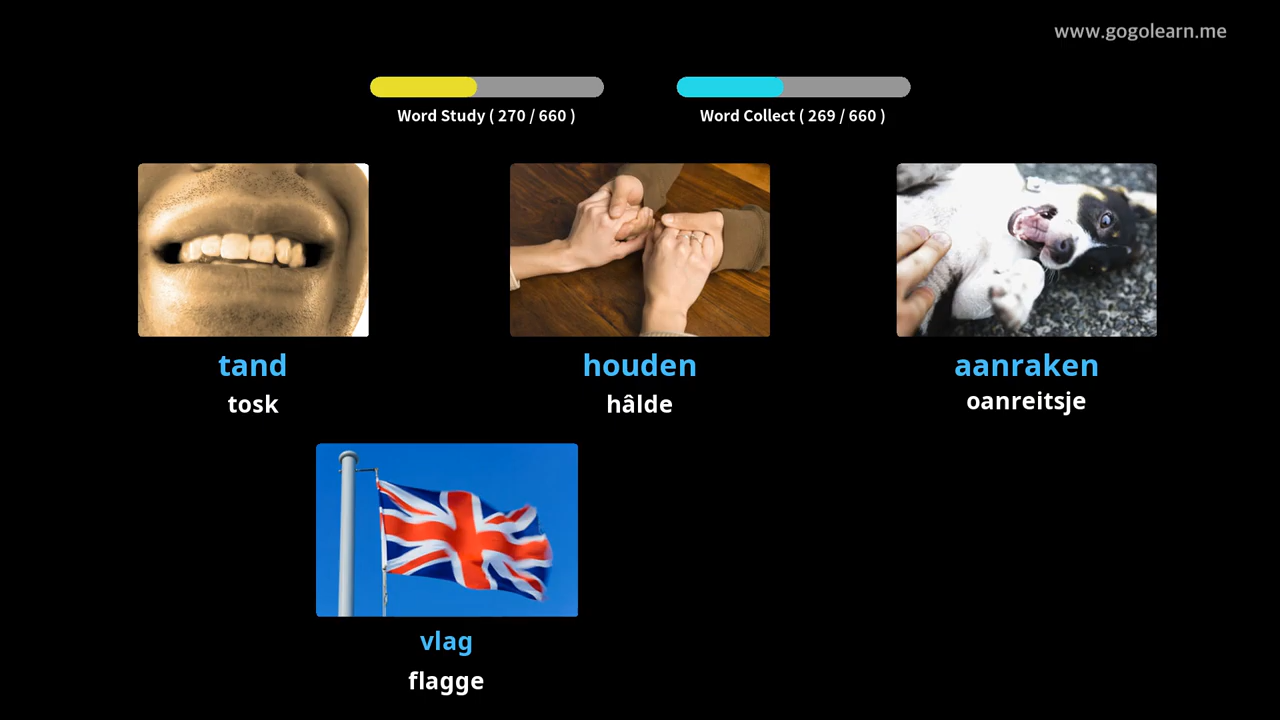 www.gogolearn.me
Word Study ( 270 / 660 )
Word Collect ( 269 / 660 )
tand
tosk
houden
hâlde
aanraken
oanreitsje
vlag
flagge